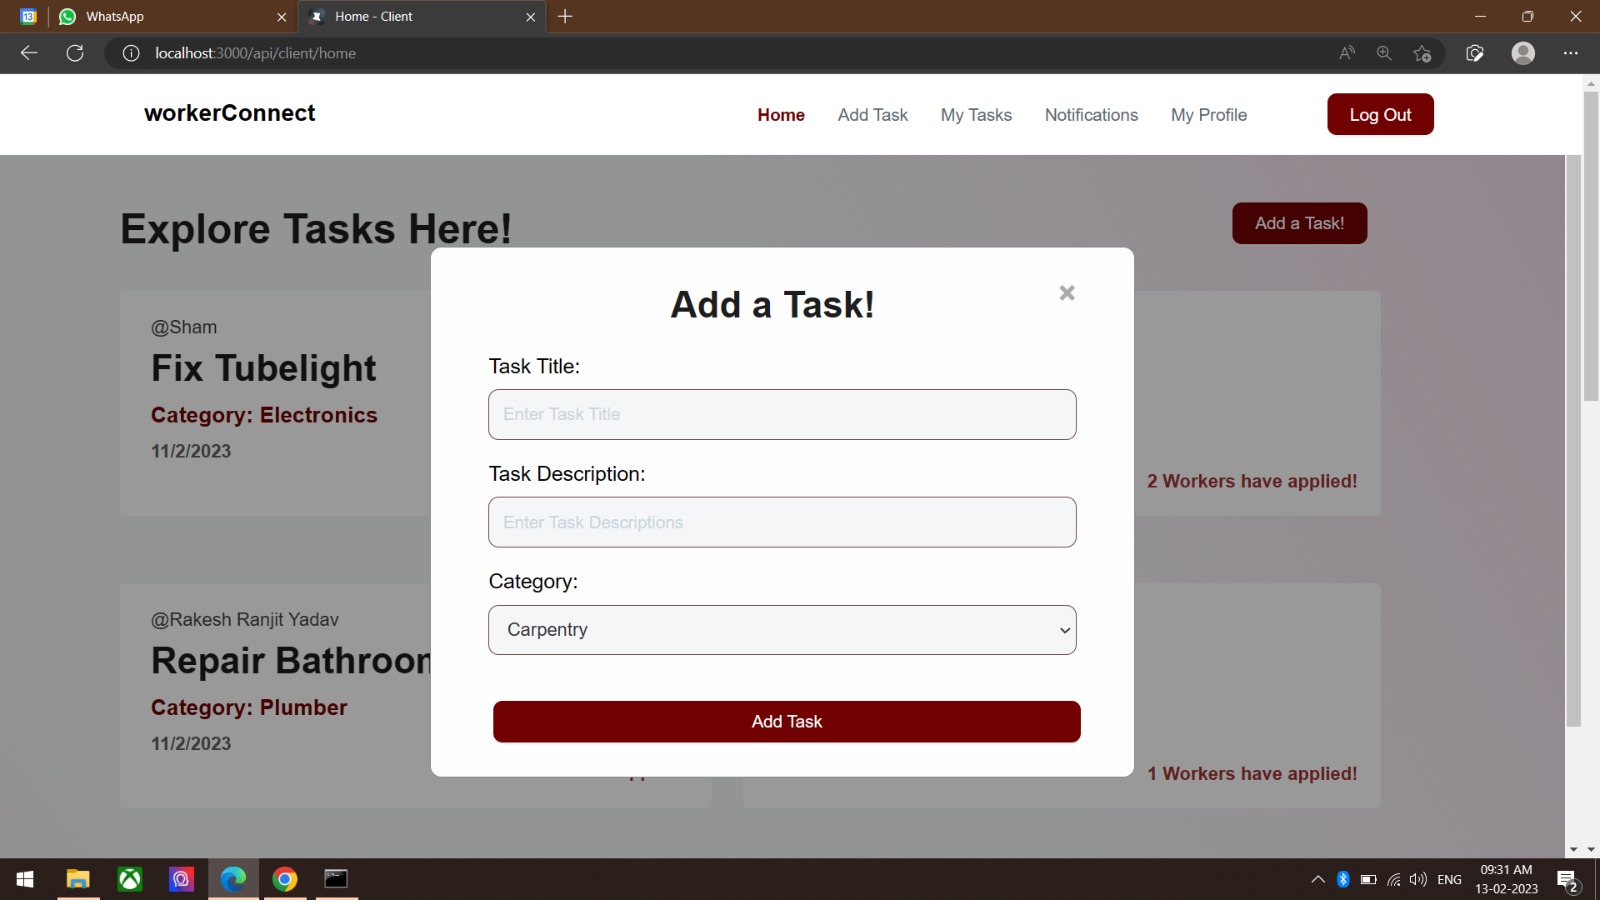 13
WhatsApp
Home - Client
localhost:3000/api/client/home
workerConnect
Home
Add Task
My Tasks
Notifications
My Profile
Log Out
Explore Tasks Here!
Add a Task!
@Sham
Fix Tubelight
Category: Electronics
11/2/2023
2 Workers have applied!
Add a Task!
Task Title:
Enter Task Title
Task Description:
Enter Task Descriptions
Category:
Carpentry
Add Task
@Rakesh Ranjit Yadav
Repair Bathroom
Category: Plumber
11/2/2023
1 Workers have applied!
ENG
09:31 AM
13-02-2023
2